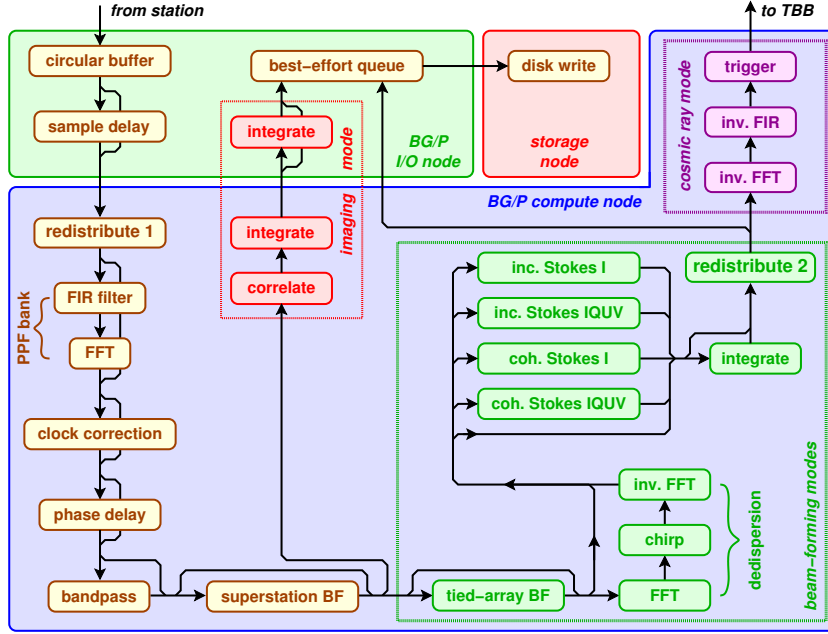 from station
to TBB
circular buffer
best−effort queue
disk write
trigger
sample delay
integrate
mode
BG/P
I/O node
storage
node
inv. FIR
inv. FFT
cosmic ray mode
BG/P compute node
redistribute 1
integrate
imaging
correlate
inc. Stokes I
redistribute 2
PPF bank
FIR filter
inc. Stokes IQUV
FFT
coh. Stokes I
integrate
coh. Stokes IQUV
clock correction
inv. FFT
phase delay
chirp
dedispersion
beam−forming modes
bandpass
superstation BF
tied−array BF
FFT